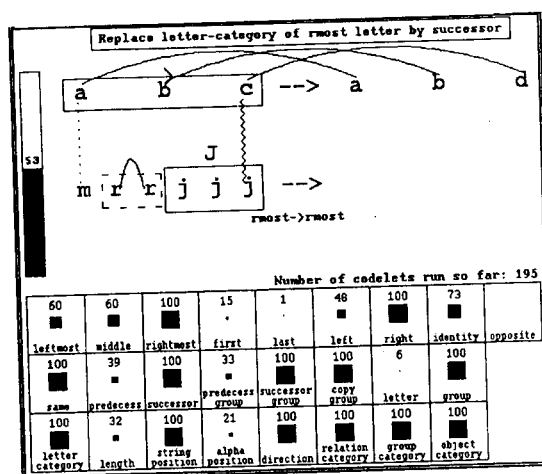 Replace letter-category of rmost letter by successor
a b c --> a b d
53
J
m r r j j j -->
rmost->rmost
Number of codelets run so far: 195
60 60 100 15 1 48 100 73
leftmost middle rightmost first last left right identity opposite
100 39 100 33 100 100 6 100
same predecess successor predecess group successor group copy group letter group
100 32 100 21 100 100 100 100
letter category length string position alpha position direction relation category group category object category